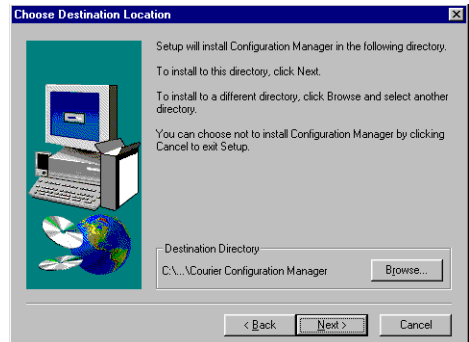 Choose Destination Location
Setup will install Configuration Manager in the following directory.
To install to this directory, click Next.
To install to a different directory, click Browse and select another
directory.
You can choose not to install Configuration Manager by clicking
Cancel to exit Setup.
Destination Directory
C:\...\Courier Configuration Manager
Browse...
< Back
Next >
Cancel